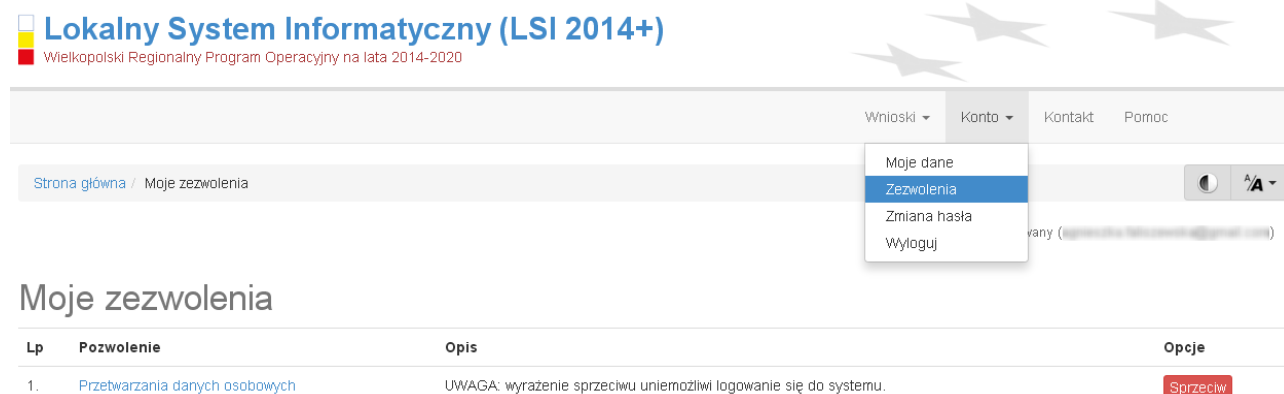 Lokalny System Informatyczny (LSI 2014+)
Wielkopolski Regionalny Program Operacyjny na lata 2014-2020
Wnioski Konto Kontakt Pomoc
Strona główna / Moje zezwolenia
Moje dane
Zezwolenia
Zmiana hasła
Wyloguj
A/A
vany ( )
Moje zezwolenia
Lp Pozwolenie Opis Opcje
1. Przetwarzania danych osobowych UWAGA: wyrażenie sprzeciwu uniemożliwi logowanie się do systemu. Sprzeciw